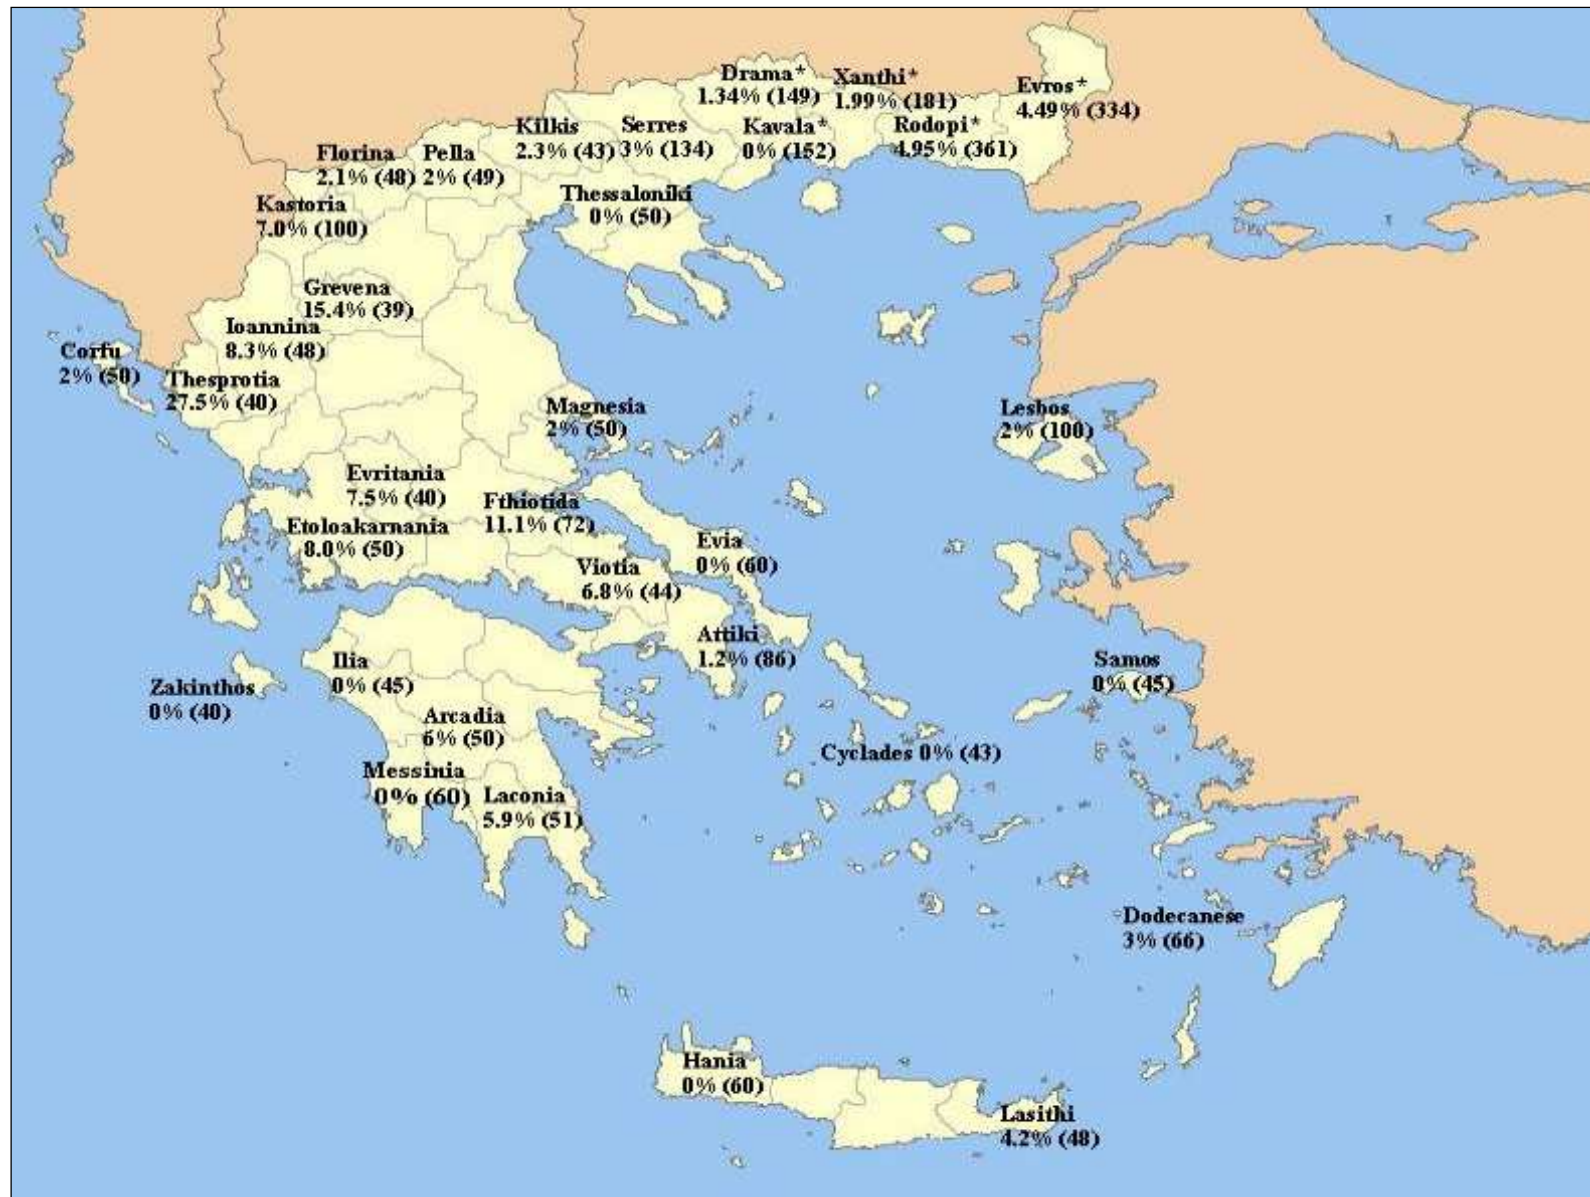 Drama*
1.34% (149)
Xanthi*
1.99% (181)
Evros*
4.49% (334)
Kilkis
2.3% (43)
Serres
3% (134)
Kavala*
0% (152)
Rodopi*
4.95% (361)
Florina
2.1% (48)
Pella
2% (49)
Thessaloniki
0% (50)
Kastoria
7.0% (100)
Grevena
15.4% (39)
Ioannina
8.3% (48)
Corfu
2% (50)
Thesprotia
27.5% (40)
Magnesia
2% (50)
Lesbos
2% (100)
Evritania
7.5% (40)
Fthiotida
11.1% (72)
Etoloakarnania
8.0% (50)
Evia
0% (60)
Viotia
6.8% (44)
Attiki
1.2% (86)
Ilia
0% (45)
Samos
0% (45)
Zakinthos
0% (40)
Arcadia
6% (50)
Cyclades 0% (43)
Messinia
0% (60)
Laconia
5.9% (51)
Dodecanese
3% (66)
Hania
0% (60)
Lasithi
4.2% (48)